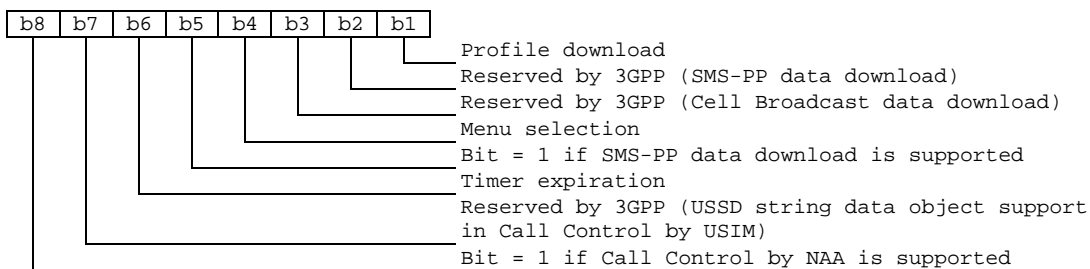 b8 b7 b6 b5 b4 b3 b2 b1
Profile download
Reserved by 3GPP (SMS-PP data download)
Reserved by 3GPP (Cell Broadcast data download)
Menu selection
Bit = 1 if SMS-PP data download is supported
Timer expiration
Reserved by 3GPP (USSD string data object support
in Call Control by USIM)
Bit = 1 if Call Control by NAA is supported